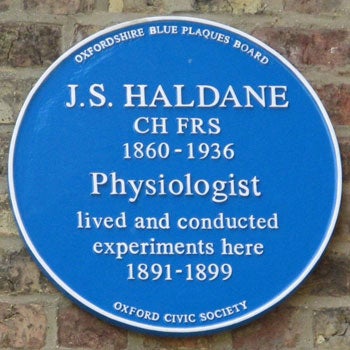 OXFORDSHIRE BLUE PLAQUES BOARD
J.S. HALDANE
CH FRS
1860-1936
Physiologist
lived and conducted
experiments here
1891-1899
OXFORD CIVIC SOCIETY